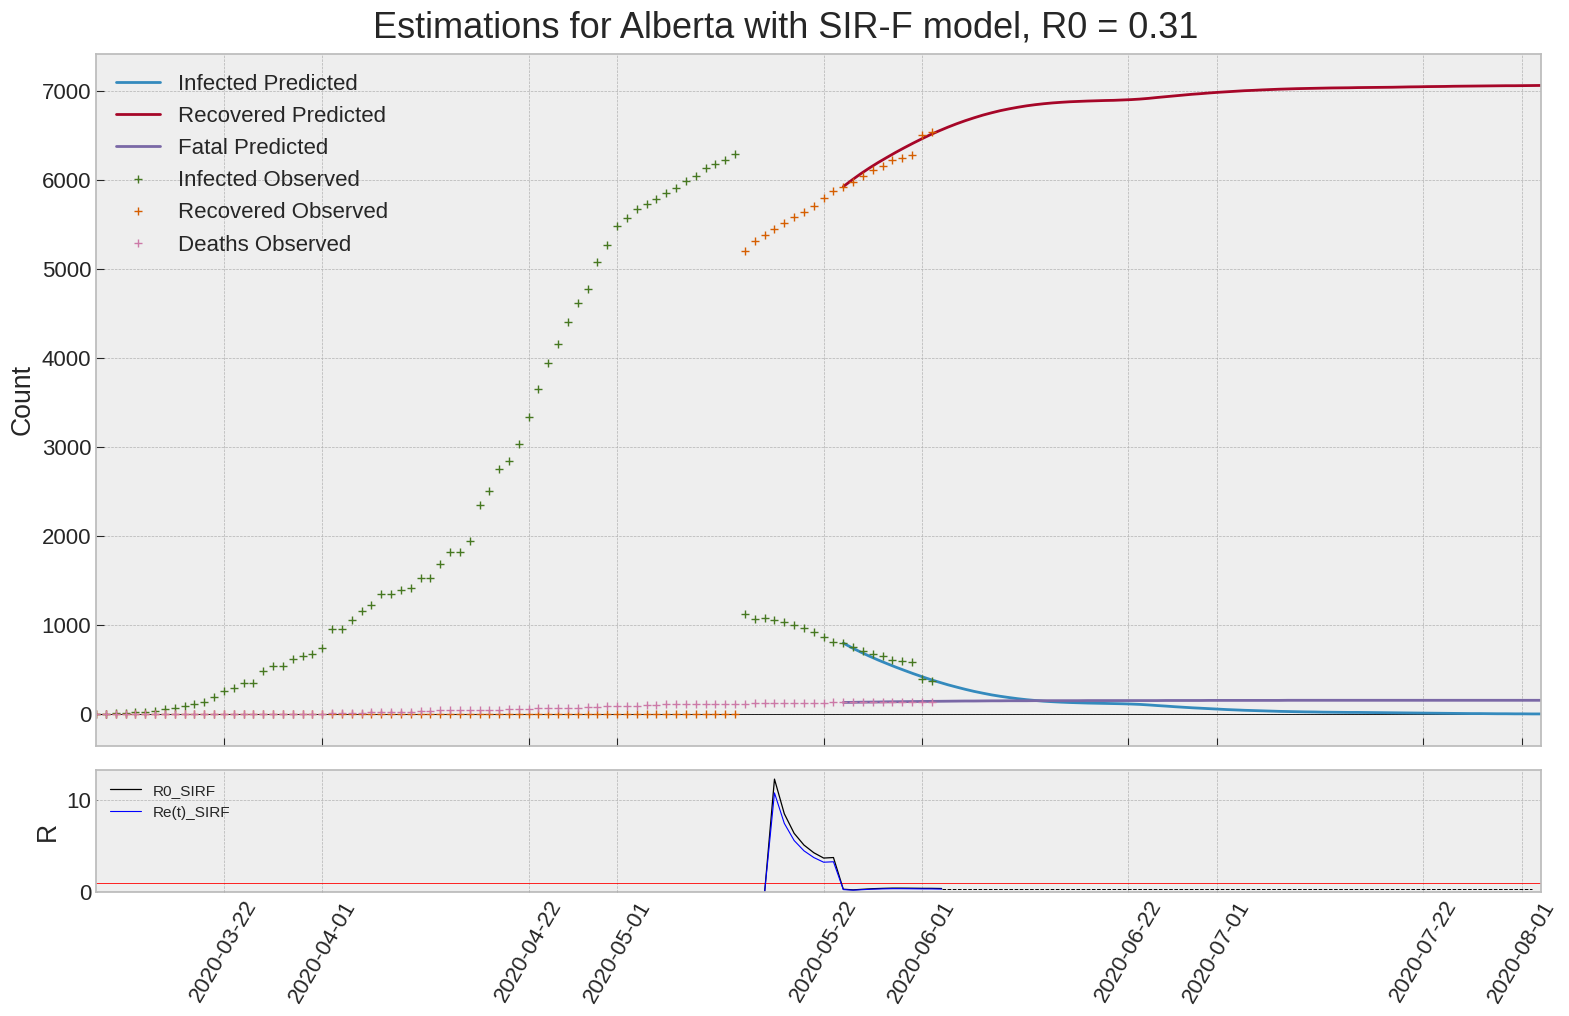 Estimations for Alberta with SIR-F model, R0 = 0.31
Infected Predicted
Recovered Predicted
Fatal Predicted
Infected Observed
Recovered Observed
Deaths Observed
7000
6000
5000
4000
3000
2000
1000
0
Count
R0_SIRF
Re(t)_SIRF
10
0
R
2020-03-22
2020-04-01
2020-04-22
2020-05-01
2020-05-22
2020-06-01
2020-06-22
2020-07-01
2020-07-22
2020-08-01